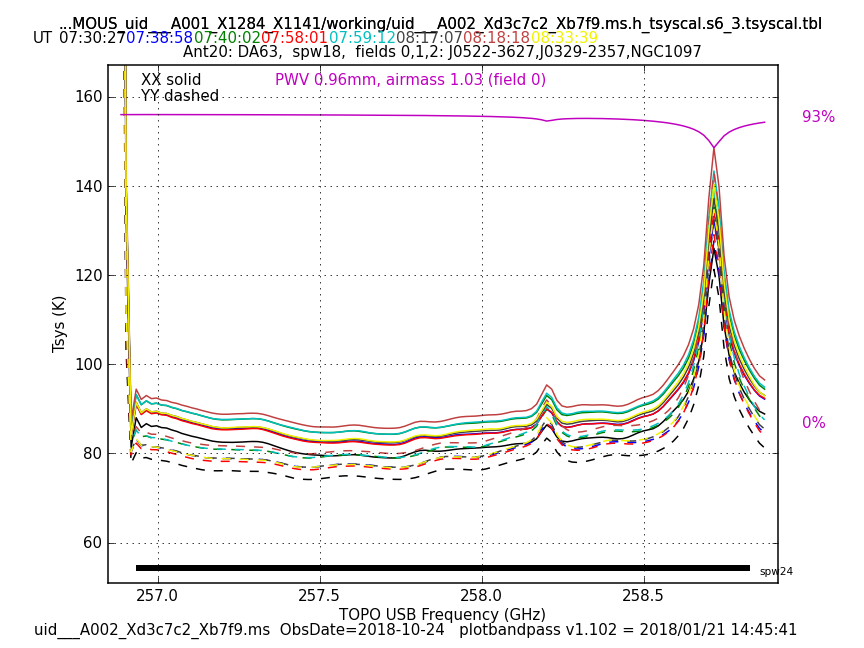 ...MOUS_uid___A001_X1284_X1141/working/uid___A002_Xd3c7c2_Xb7f9.ms.h_tsyscal.s6_3.tsyscal.tbl
UT 07:30:27 07:38:58 07:40:02 07:58:01 07:59:12 08:17:07 08:18:18 08:33:39
Ant20: DA63, spw18, fields 0,1,2: J0522-3627,J0329-2357,NGC1097
XX solid
PWV 0.96mm, airmass 1.03 (field 0)
YY dashed
93%
0%
160
140
120
100
80
60
Tsys (K)
spw24
257.0 257.5 258.0 258.5
TOPO USB Frequency (GHz)
uid___A002_Xd3c7c2_Xb7f9.ms ObsDate=2018-10-24 plotbandpass v1.102 = 2018/01/21 14:45:41